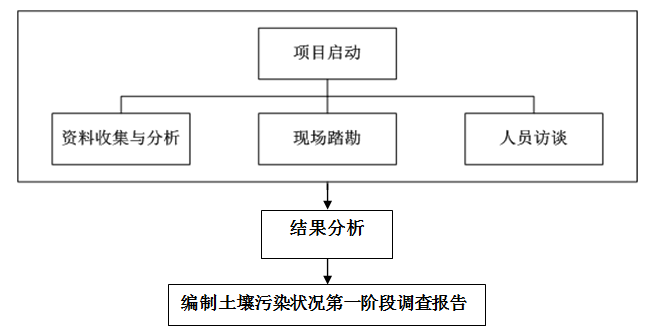 项目启动
资料收集与分析
现场踏勘
人员访谈
结果分析
编制土壤污染状况第一阶段调查报告